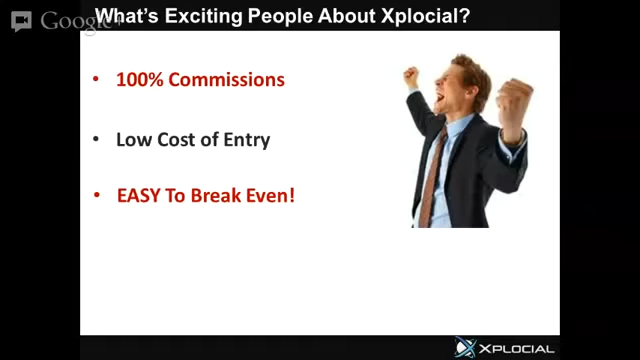 Google+
What's Exciting People About Xplocial?
• 100% Commissions
• Low Cost of Entry
• EASY To Break Even!
XPLOCIAL